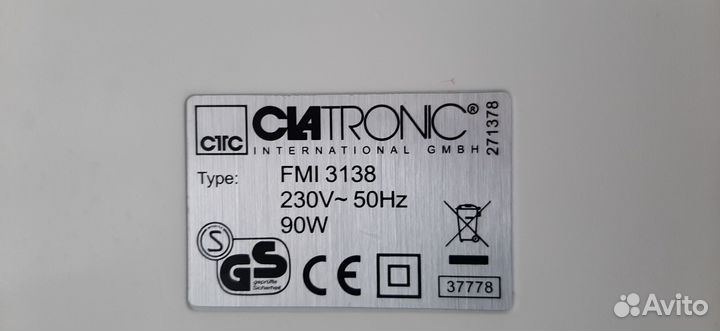 CTC
CLATRONIC®
INTERNATIONAL GMBH
271378
Type: FMI 3138
230V~ 50Hz
90W
S
GS
geprüfte
Sicherheit
CE
37778
Avito